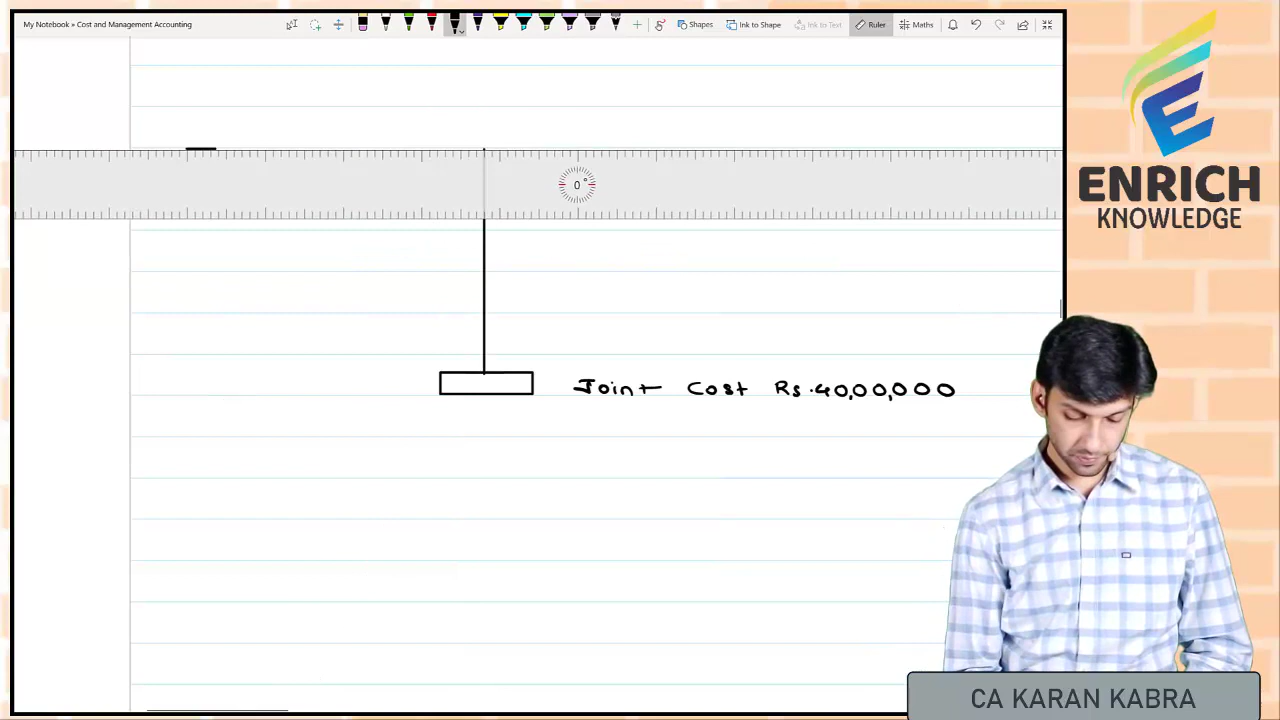 My Notebook » Cost and Management Accounting
Shapes
Ink to Shape
Ink to Text
Ruler
Maths
0°
Joint Cost Rs.40,00,000
ENRICH
KNOWLEDGE
CA KARAN KABRA